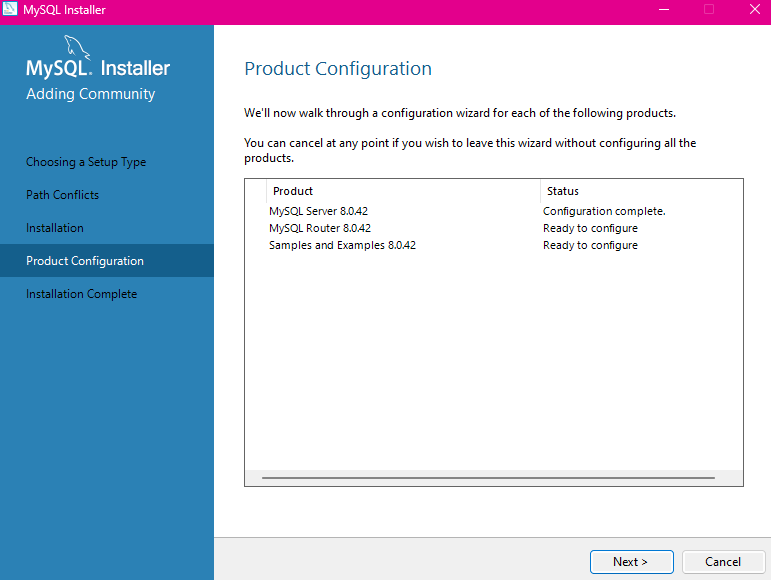 MySQL Installer
MySQL. Installer
Adding Community
Choosing a Setup Type
Path Conflicts
Installation
Product Configuration
Installation Complete
Product Configuration
We'll now walk through a configuration wizard for each of the following products.
You can cancel at any point if you wish to leave this wizard without configuring all the
products.
Product Status
MySQL Server 8.0.42 Configuration complete.
MySQL Router 8.0.42 Ready to configure
Samples and Examples 8.0.42 Ready to configure
Next > Cancel